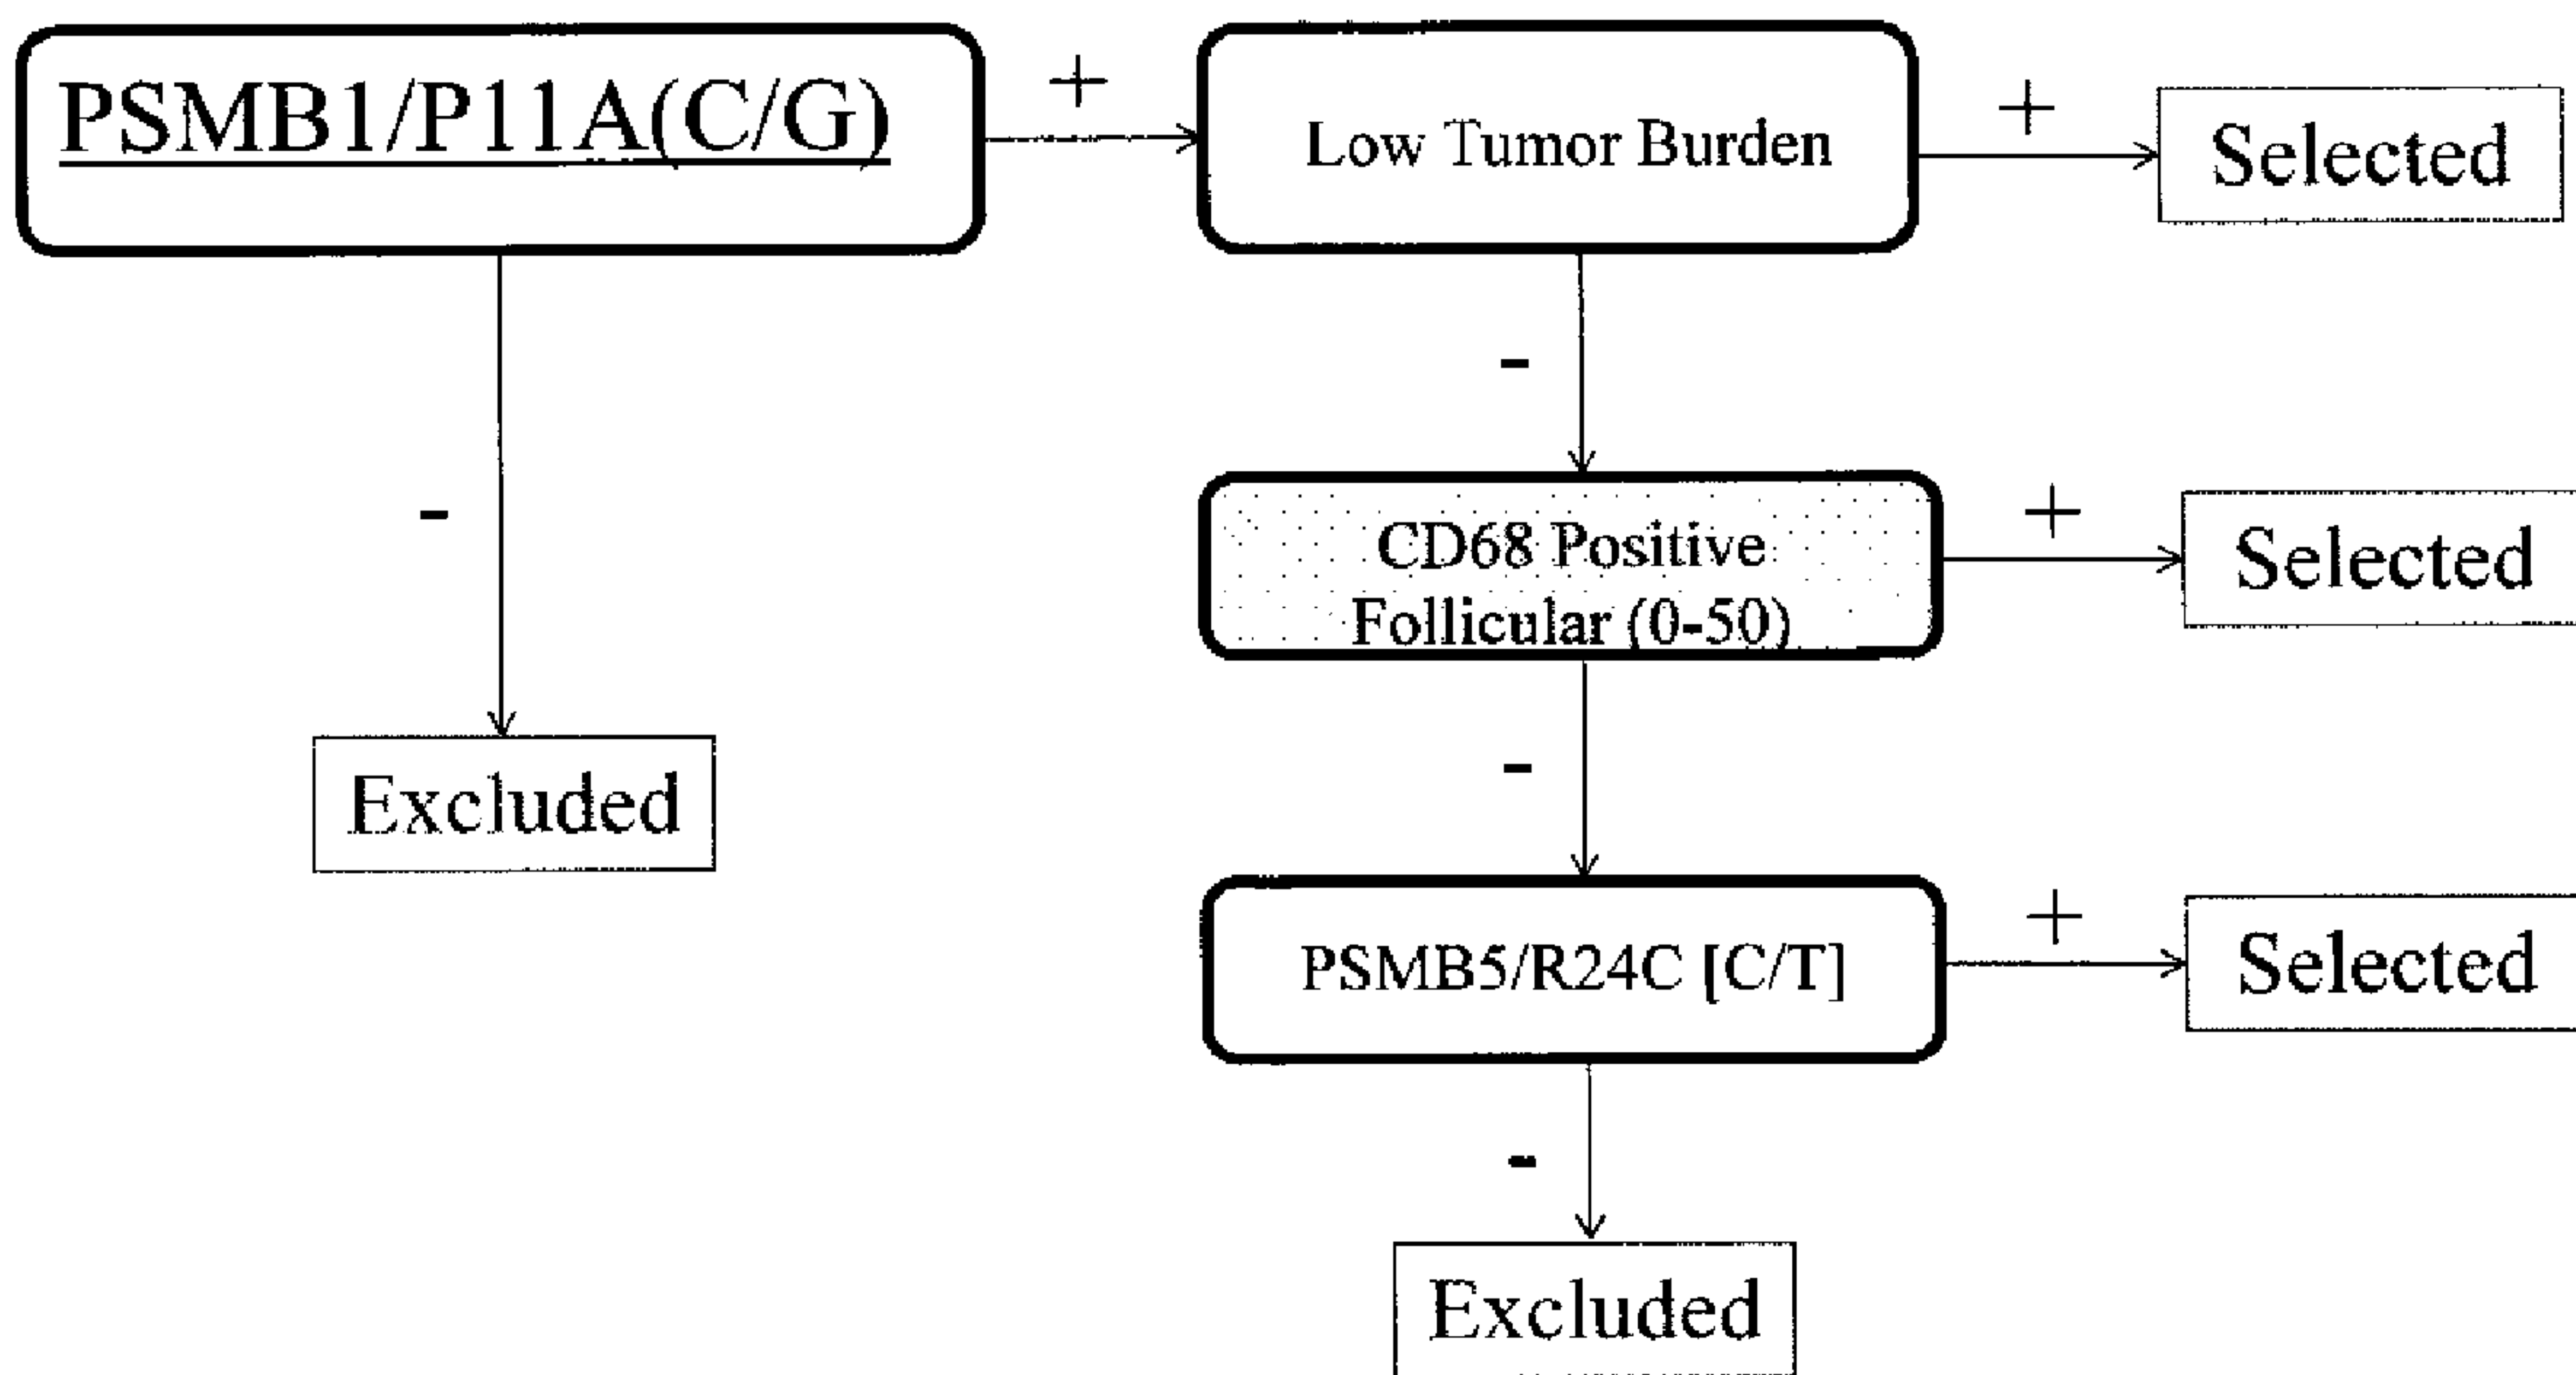 PSMB1/P11A(C/G)
+
Low Tumor Burden
+
Selected
-
-
CD68 Positive
Follicular (0-50)
+
Selected
Excluded
-
PSMB5/R24C [C/T]
+
Selected
-
Excluded